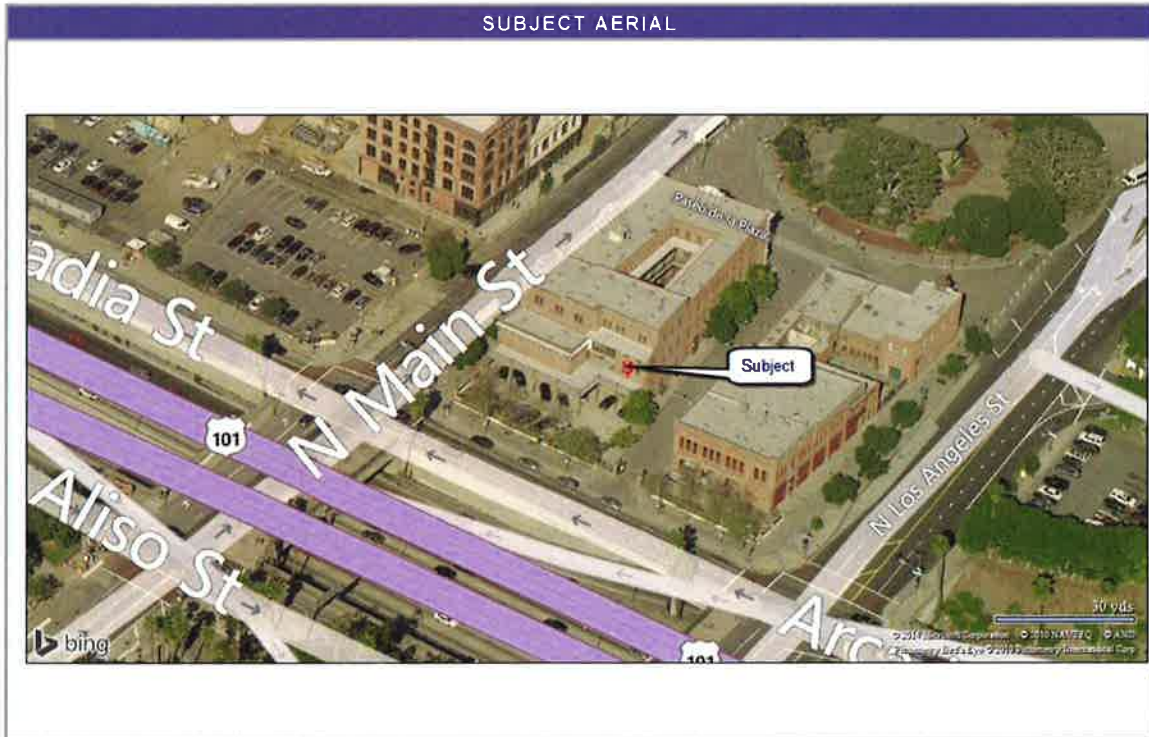 SUBJECT AERIAL
Paseo de la Plaza
adia St
N Main St
Subject
101
N Los Angeles St
Aliso St
30 yds
bing
Arc
101